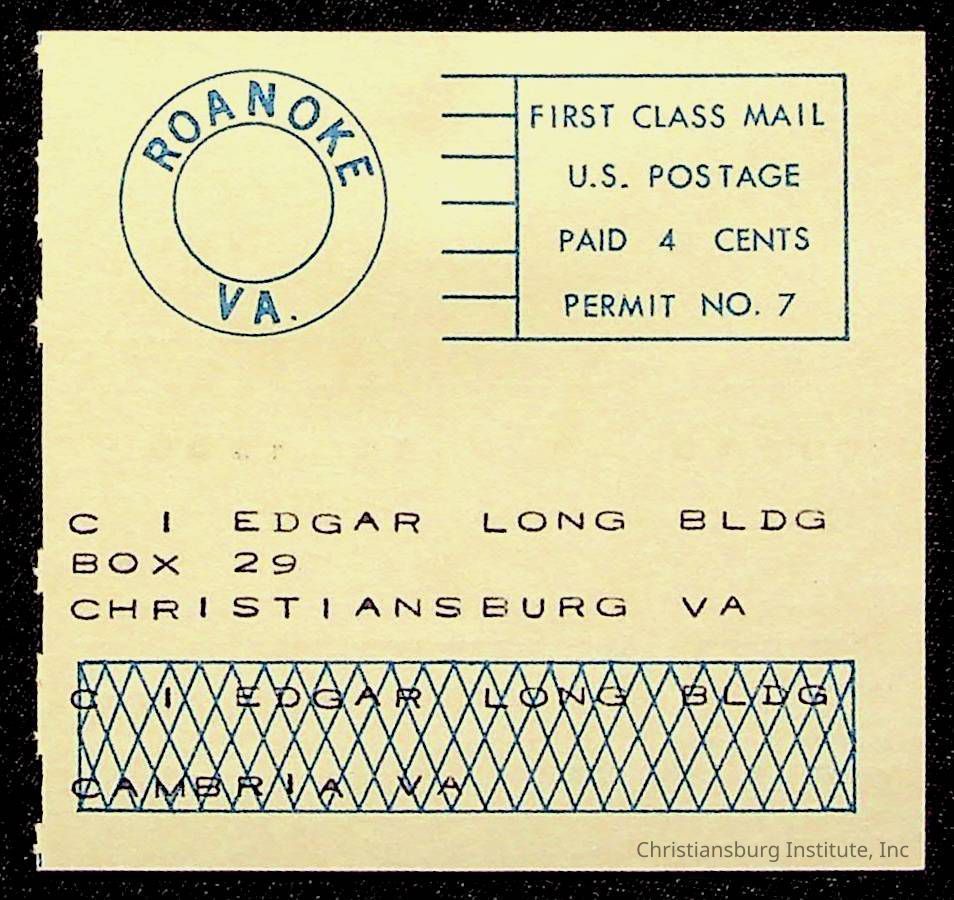 ROANOKE
VA.
FIRST CLASS MAIL
U.S. POSTAGE
PAID 4 CENTS
PERMIT NO. 7
C I EDGAR LONG BLDG
BOX 29
CHRISTIANSBURG VA
C I EDGAR LONG BLDG
CAMBRIA VA
Christiansburg Institute, Inc